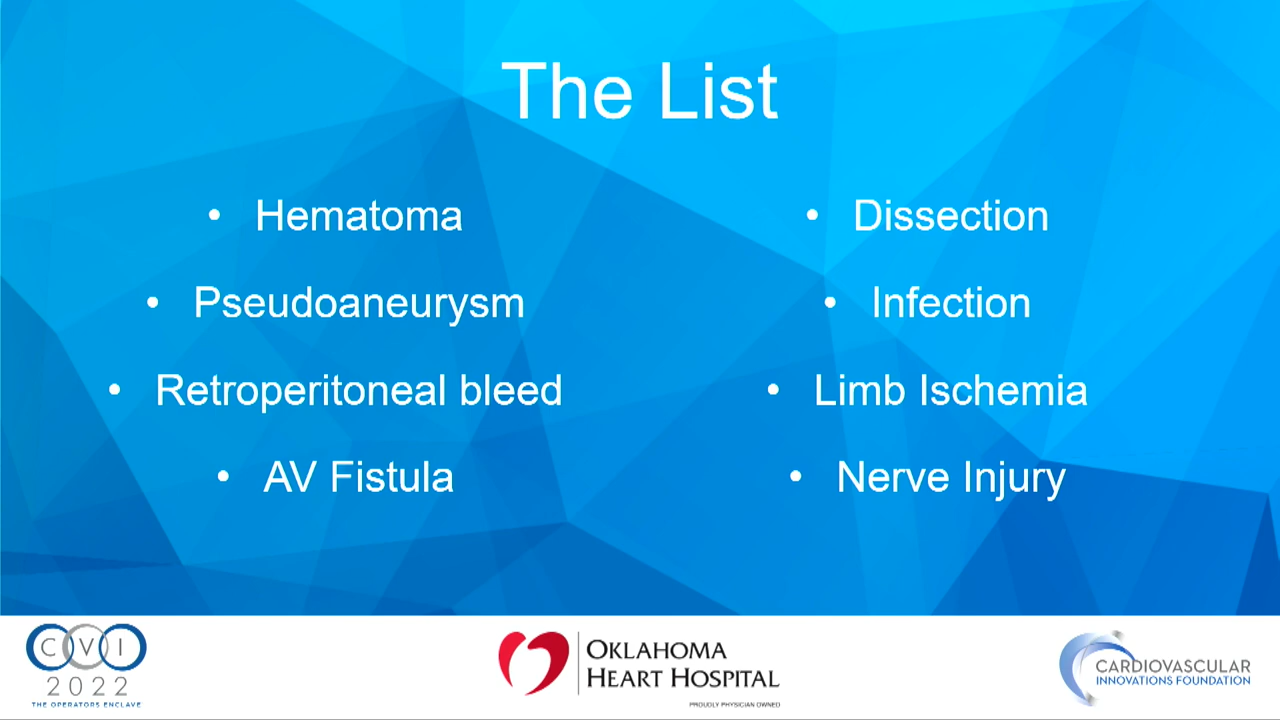 The List
• Hematoma
• Pseudoaneurysm
• Retroperitoneal bleed
• AV Fistula
• Dissection
• Infection
• Limb Ischemia
• Nerve Injury
CVI
2022
THE OPERATORS ENCLAVE
OKLAHOMA
HEART HOSPITAL
PROUDLY PHYSICIAN OWNED
CARDIOVASCULAR
INNOVATIONS FOUNDATION